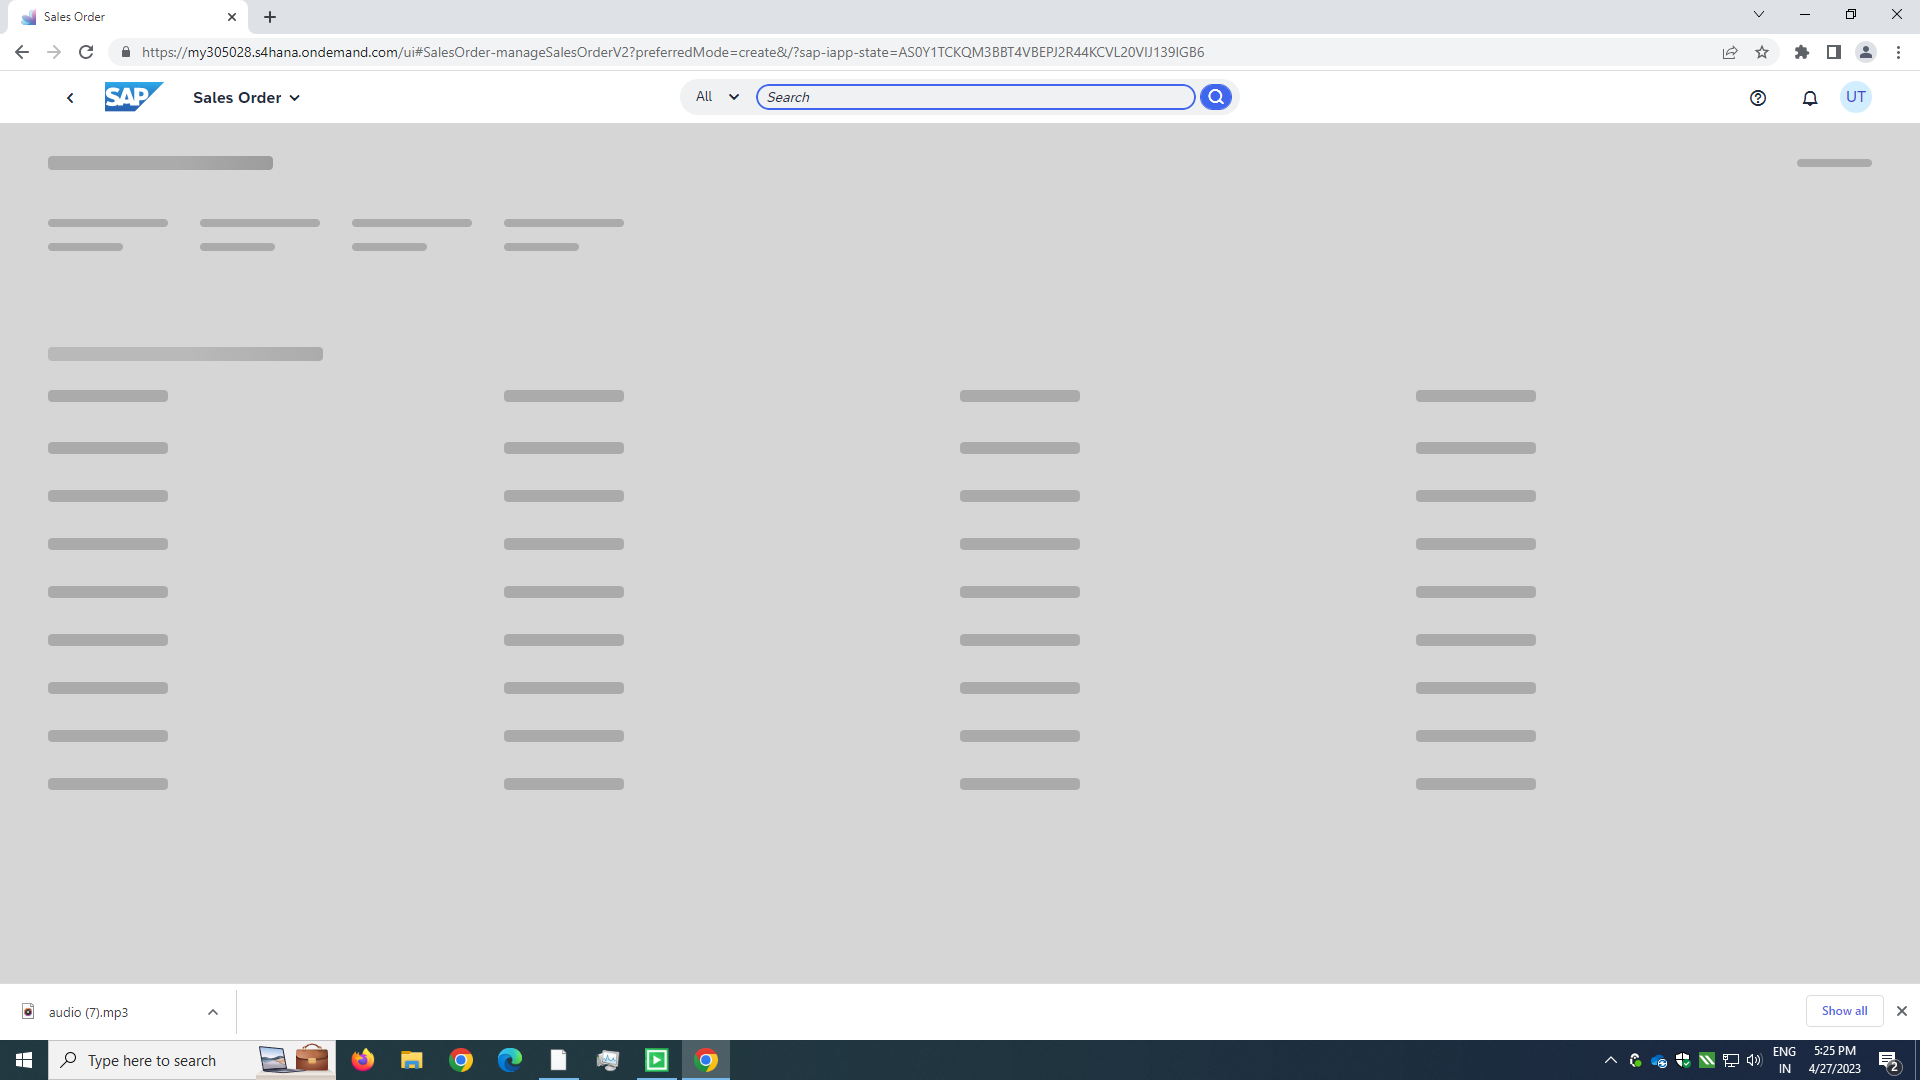 Sales Order
https://my305028.s4hana.ondemand.com/ui#SalesOrder-manageSalesOrderV2?preferredMode=create&/?sap-iapp-state=AS0Y1TCKQM3BBT4VBEPJ2R44KCVL20VIJ139IGB6
SAP
Sales Order
All
Search
UT
audio (7).mp3
Show all
Type here to search
ENG
IN
5:25 PM
4/27/2023
2